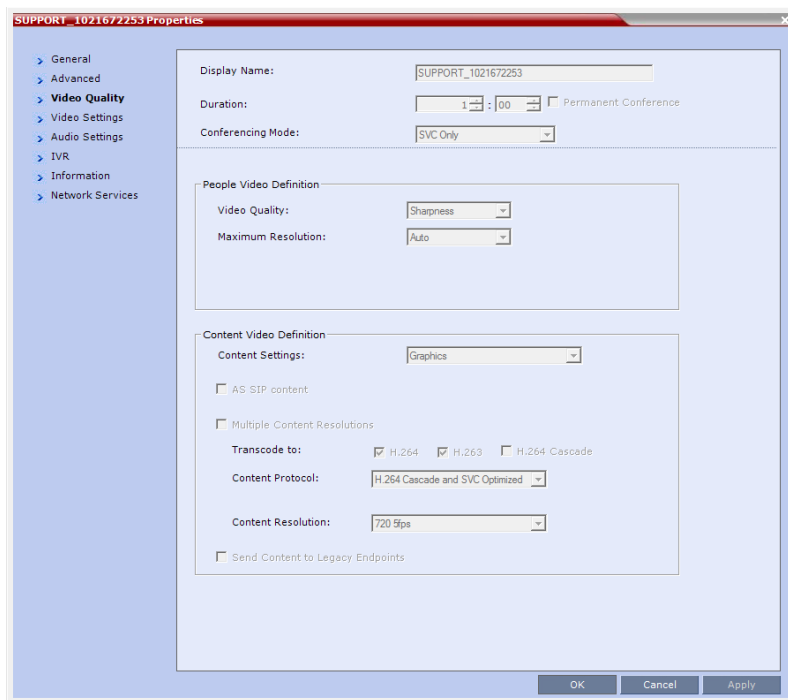 SUPPORT_1021672253 Properties
General
Advanced
Video Quality
Video Settings
Audio Settings
IVR
Information
Network Services
Display Name: SUPPORT_1021672253
Duration: 1 : 00 Permanent Conference
Conferencing Mode: SVC Only
People Video Definition
Video Quality: Sharpness
Maximum Resolution: Auto
Content Video Definition
Content Settings: Graphics
AS SIP content
Multiple Content Resolutions
Transcode to: H.264 H.263 H.264 Cascade
Content Protocol: H.264 Cascade and SVC Optimized
Content Resolution: 720 5fps
Send Content to Legacy Endpoints
OK Cancel Apply